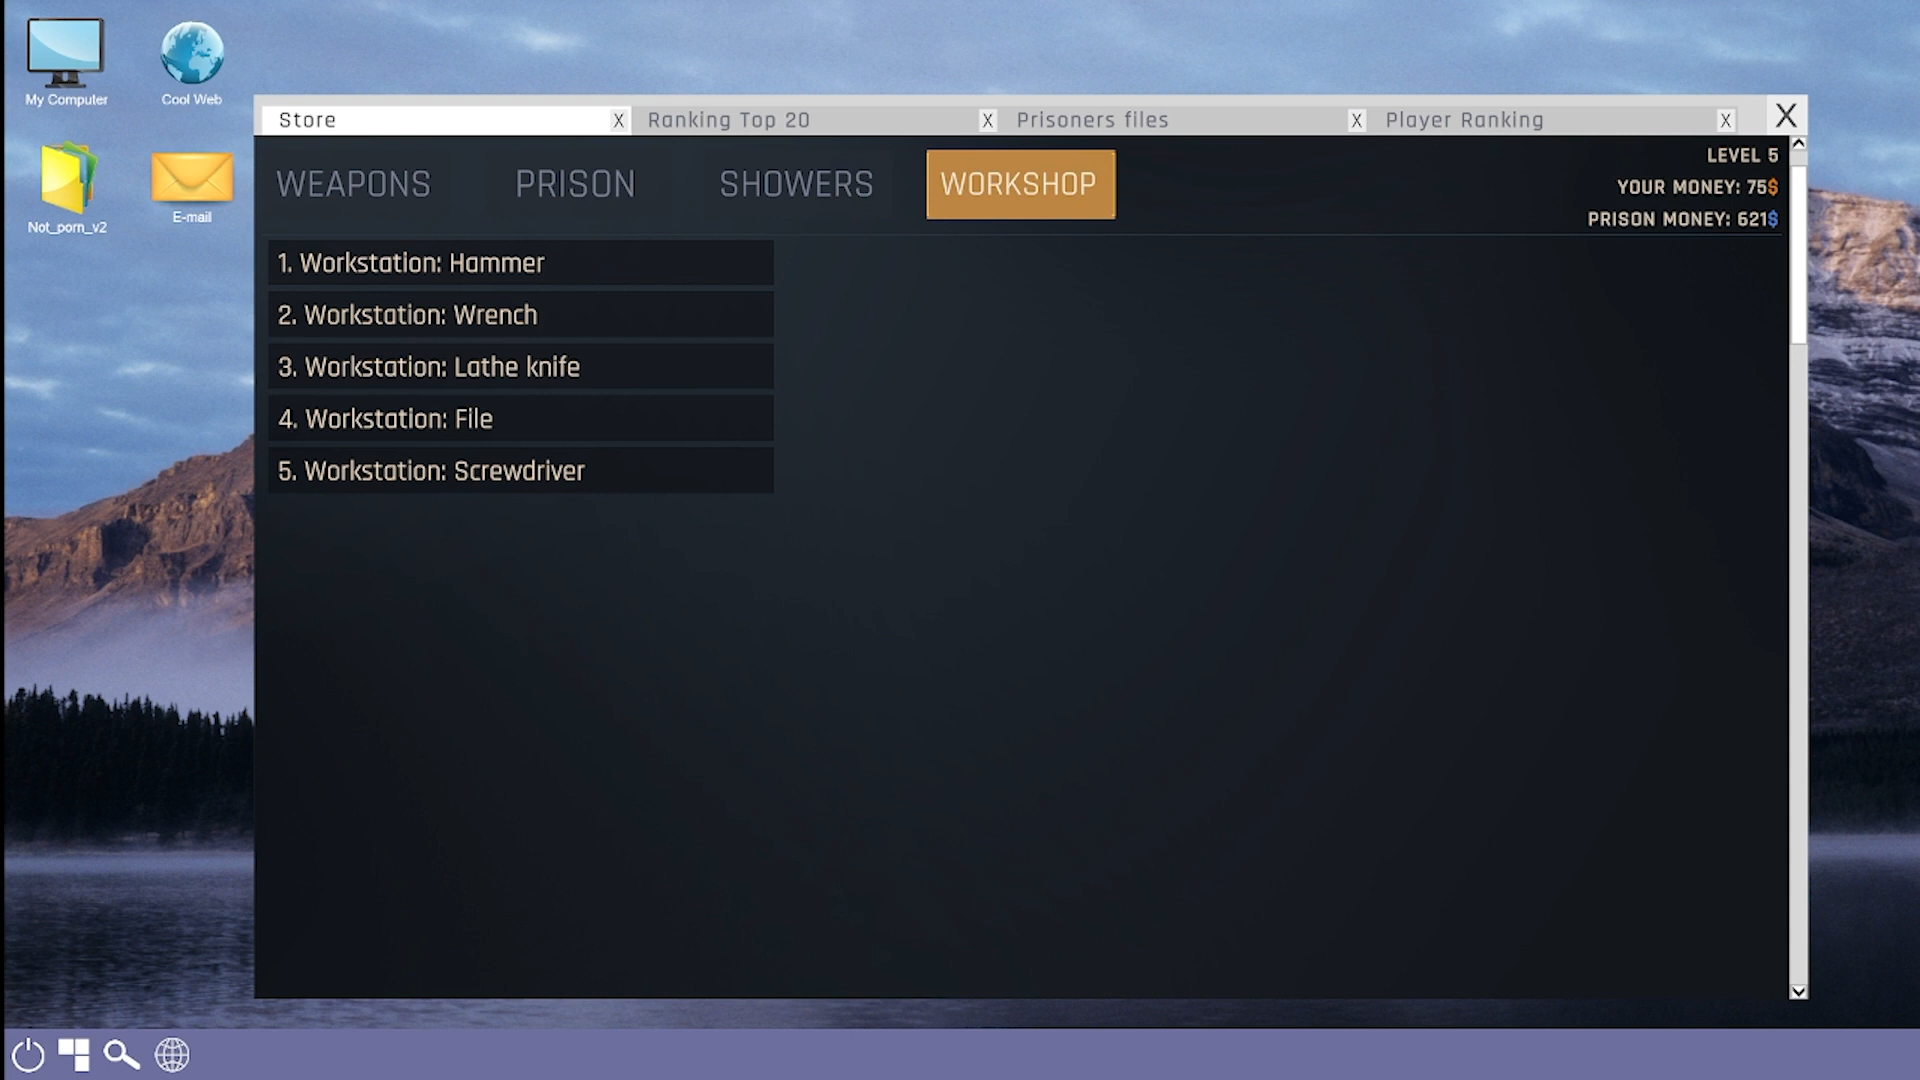 My Computer
Cool Web
Not_porn_v2
E-mail
Store X Ranking Top 20 X Prisoners files X Player Ranking X X
WEAPONS PRISON SHOWERS WORKSHOP
LEVEL 5
YOUR MONEY: 75$
PRISON MONEY: 621$
1. Workstation: Hammer
2. Workstation: Wrench
3. Workstation: Lathe knife
4. Workstation: File
5. Workstation: Screwdriver